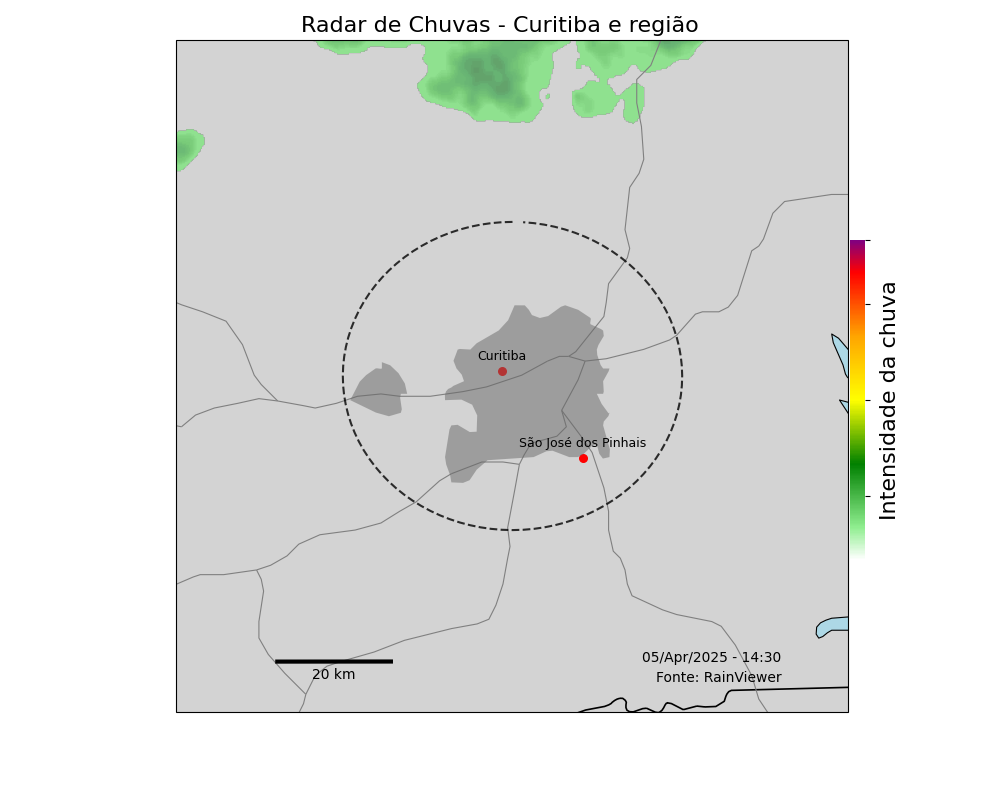 Radar de Chuvas - Curitiba e região
Curitiba
São José dos Pinhais
Intensidade da chuva
05/Apr/2025 - 14:30
Fonte: RainViewer
20 km